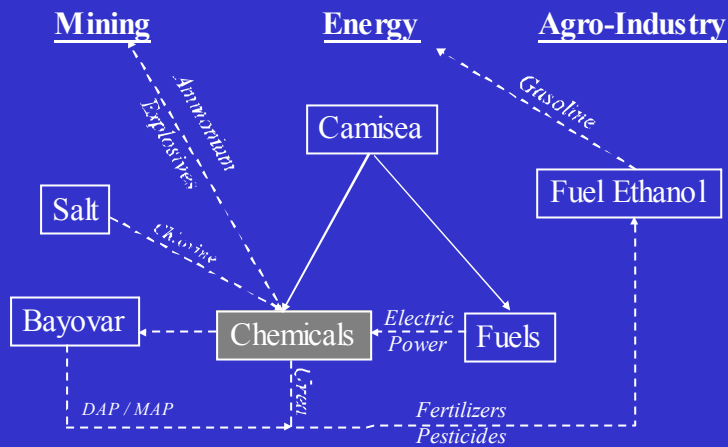 Mining Energy Agro-Industry
Ammonium
Explosives
Gasoline
Camisea
Fuel Ethanol
Salt
Chlorine
Bayovar
Chemicals
Electric
Power
Fuels
Urea
DAP / MAP
Fertilizers
Pesticides